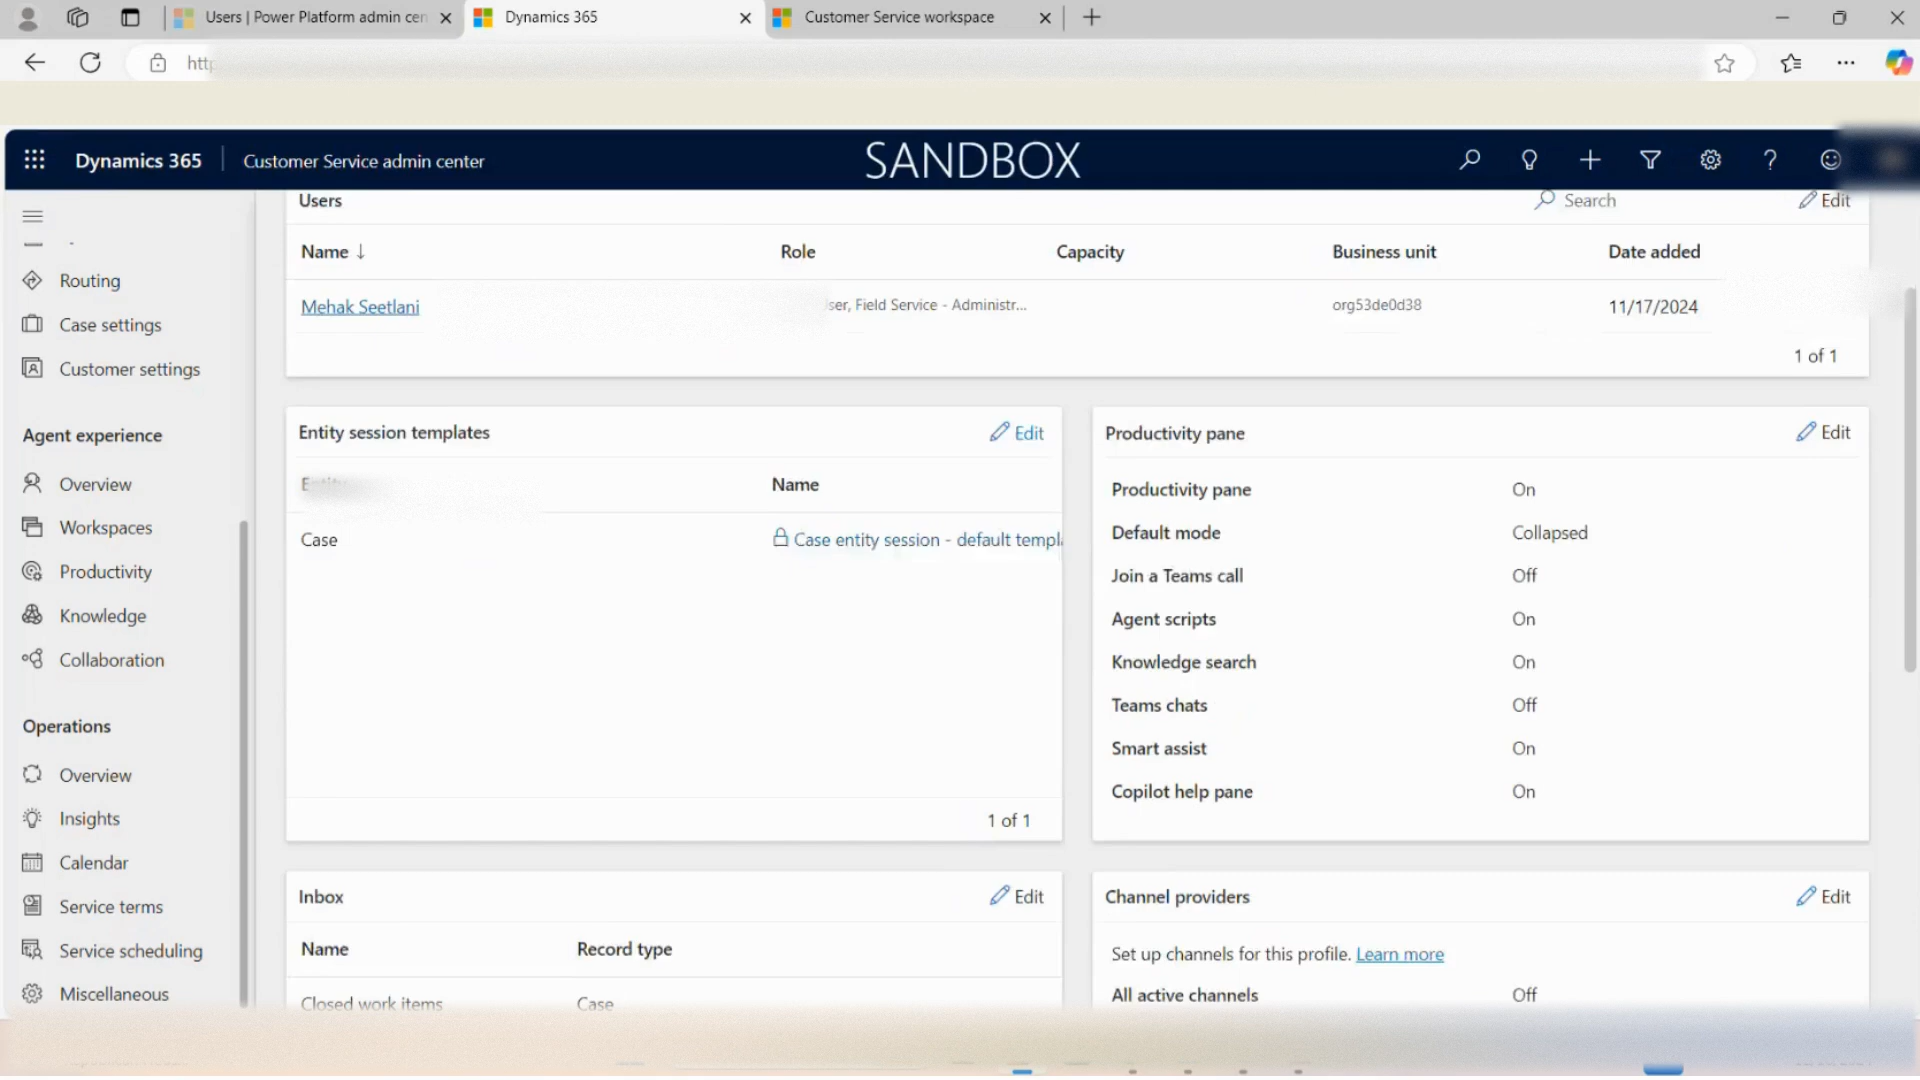 Users | Power Platform admin cen
Dynamics 365
Customer Service workspace
http
Dynamics 365
Customer Service admin center
SANDBOX
Users
Search
Edit
Name
Role
Capacity
Business unit
Date added
Mehak Seetlani
ser, Field Service - Administr...
org53de0d38
11/17/2024
1 of 1
Routing
Case settings
Customer settings
Agent experience
Overview
Workspaces
Productivity
Knowledge
Collaboration
Operations
Overview
Insights
Calendar
Service terms
Service scheduling
Miscellaneous
Entity session templates
Edit
Entity
Name
Case
Case entity session - default templa
1 of 1
Productivity pane
Edit
Productivity pane
On
Default mode
Collapsed
Join a Teams call
Off
Agent scripts
On
Knowledge search
On
Teams chats
Off
Smart assist
On
Copilot help pane
On
Inbox
Edit
Name
Record type
Closed work items
Case
Channel providers
Edit
Set up channels for this profile. Learn more
All active channels
Off